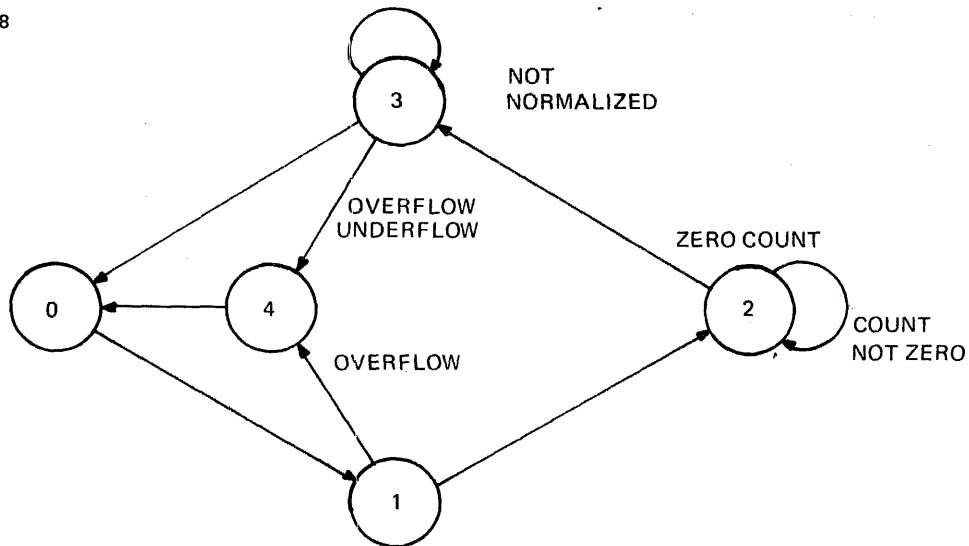 8
3
NOT
NORMALIZED
OVERFLOW
UNDERFLOW
ZERO COUNT
0
4
2
COUNT
NOT ZERO
OVERFLOW
1